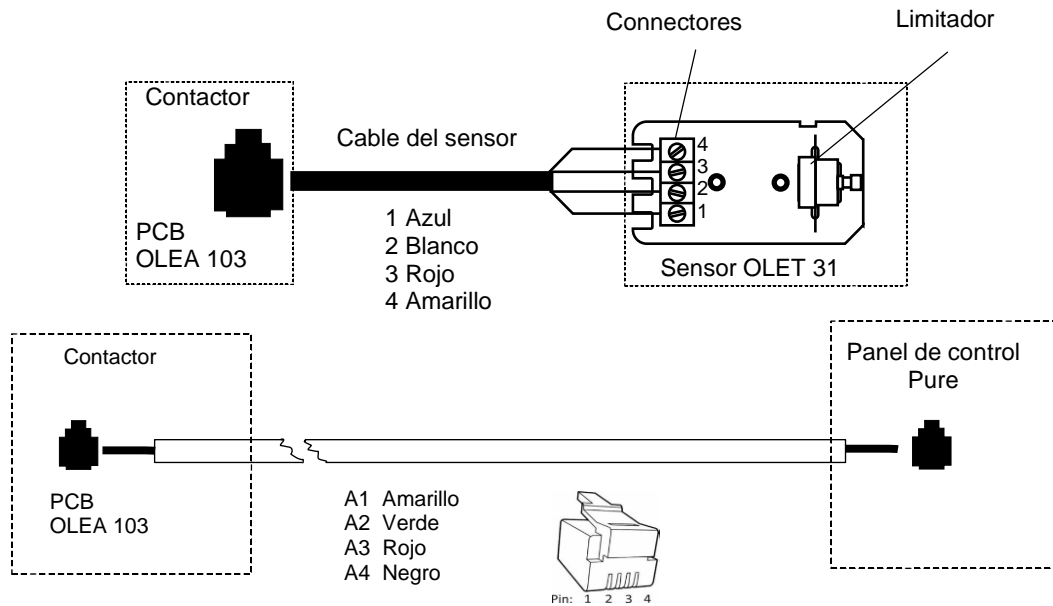 Connectores
Limitador
Contactor
Cable del sensor
4
3
2
1
PCB
OLEA 103
1 Azul
2 Blanco
3 Rojo
4 Amarillo
Sensor OLET 31
Contactor
Panel de control
Pure
PCB
OLEA 103
A1 Amarillo
A2 Verde
A3 Rojo
A4 Negro
Pin: 1 2 3 4